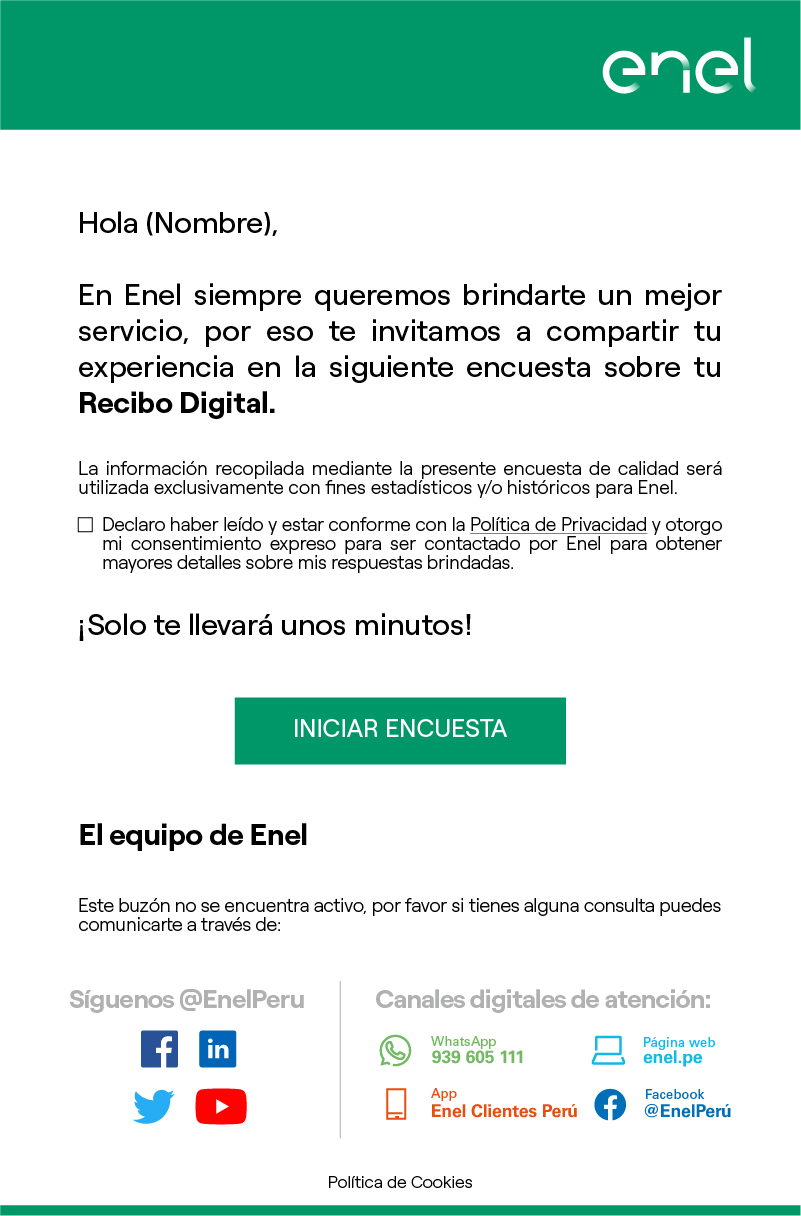 enel
Hola (Nombre),
En Enel siempre queremos brindarte un mejor
servicio, por eso te invitamos a compartir tu
experiencia en la siguiente encuesta sobre tu
Recibo Digital.
La información recopilada mediante la presente encuesta de calidad será
utilizada exclusivamente con fines estadísticos y/o históricos para Enel.
Declaro haber leído y estar conforme con la Política de Privacidad y otorgo
mi consentimiento expreso para ser contactado por Enel para obtener
mayores detalles sobre mis respuestas brindadas.
¡Solo te llevará unos minutos!
INICIAR ENCUESTA
El equipo de Enel
Este buzón no se encuentra activo, por favor si tienes alguna consulta puedes
comunicarte a través de:
Síguenos @EnelPeru
Canales digitales de atención:
WhatsApp
939 605 111
Página web
enel.pe
App
Enel Clientes Perú
Facebook
@EnelPerú
Política de Cookies